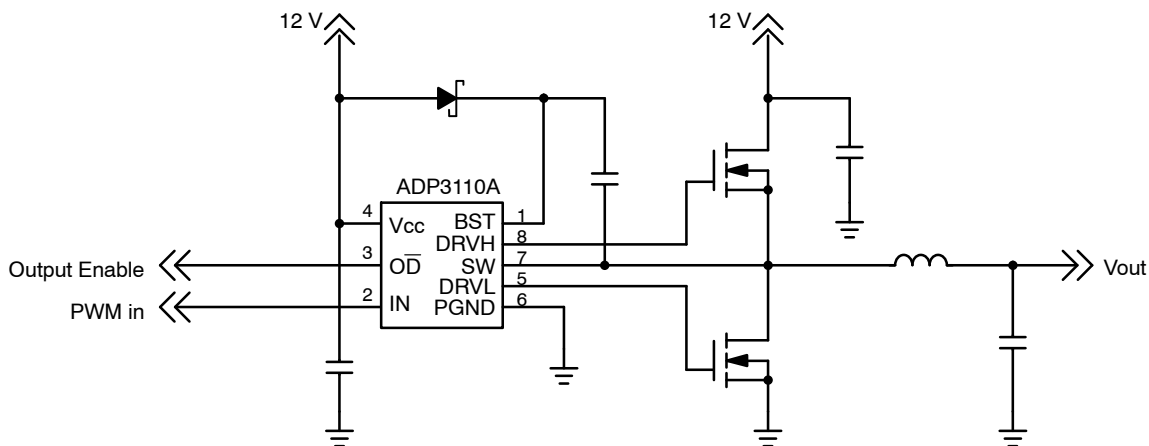 12 V
12 V
ADP3110A
4
Vcc
BST
1
DRVH
8
Output Enable
3
OD̅
SW
7
DRVL
5
PWM in
2
IN
PGND
6
Vout